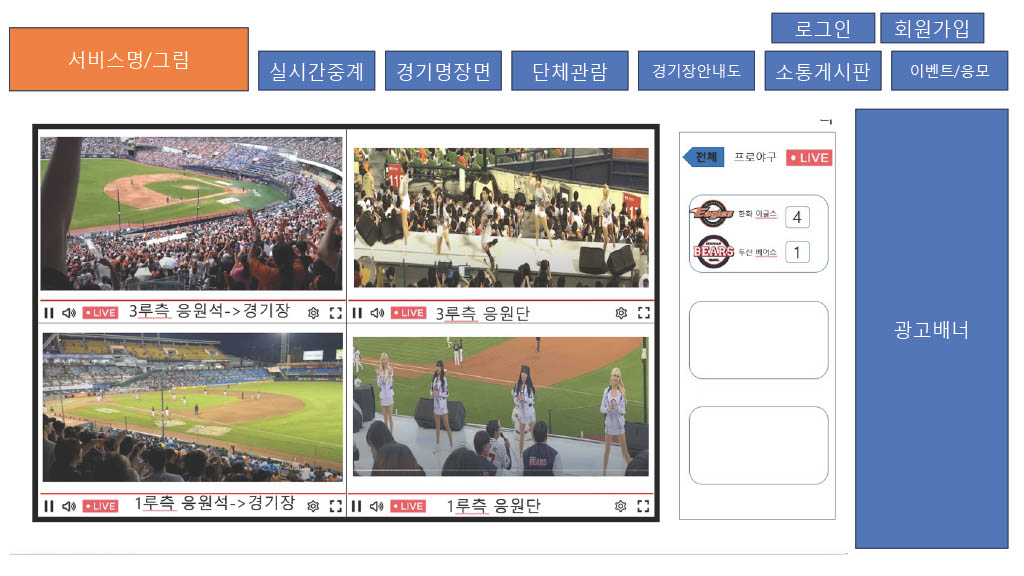 로그인
회원가입
서비스명/그림
실시간중계
경기명장면
단체관람
경기장안내도
소통게시판
이벤트/응모
전체
프로야구
LIVE
Eagles
한화 이글스
4
BEARS
두산 베어스
1
광고배너
LIVE
3루측 응원석->경기장
LIVE
3루측 응원단
LIVE
1루측 응원석->경기장
BEARS
LIVE
1루측 응원단